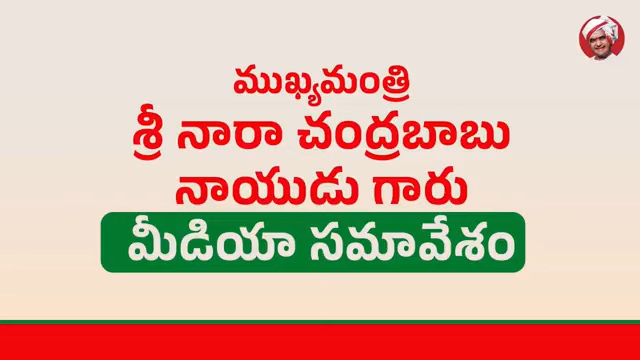 ముఖ్యమంత్రి
శ్రీ నారా చంద్రబాబు
నాయుడు గారు
మీడియా సమావేశం